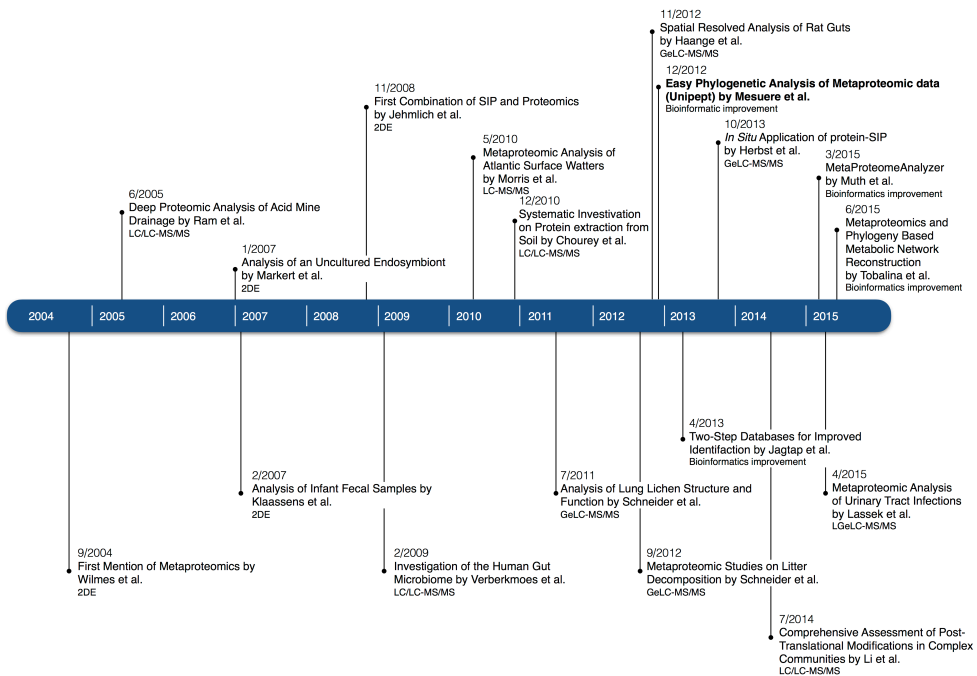 11/2012
Spatial Resolved Analysis of Rat Guts
by Haange et al.
GeLC-MS/MS
12/2012
Easy Phylogenetic Analysis of Metaproteomic data
(Unipept) by Mesuere et al.
Bioinformatic improvement
11/2008
First Combination of SIP and Proteomics
by Jehmlich et al.
2DE
10/2013
In Situ Application of protein-SIP
by Herbst et al.
GeLC-MS/MS
5/2010
Metaproteomic Analysis of
Atlantic Surface Watters
by Morris et al.
LC-MS/MS
3/2015
MetaProteomeAnalyzer
by Muth et al.
Bioinformatics improvement
6/2005
Deep Proteomic Analysis of Acid Mine
Drainage by Ram et al.
LC/LC-MS/MS
12/2010
Systematic Investivation
on Protein extraction from
Soil by Chourey et al.
LC/LC-MS/MS
6/2015
Metaproteomics and
Phylogeny Based
Metabolic Network
Reconstruction
by Tobalina et al.
Bioinformatics improvement
1/2007
Analysis of an Uncultured Endosymbiont
by Markert et al.
2DE
2004 2005 2006 2007 2008 2009 2010 2011 2012 2013 2014 2015
4/2013
Two-Step Databases for Improved
Identifaction by Jagtap et al.
Bioinformatics improvement
2/2007
Analysis of Infant Fecal Samples by
Klaassens et al.
2DE
7/2011
Analysis of Lung Lichen Structure and
Function by Schneider et al.
GeLC-MS/MS
4/2015
Metaproteomic Analysis
of Urinary Tract Infections
by Lassek et al.
LGeLC-MS/MS
9/2004
First Mention of Metaproteomics by
Wilmes et al.
2DE
2/2009
Investigation of the Human Gut
Microbiome by Verberkmoes et al.
LC/LC-MS/MS
9/2012
Metaproteomic Studies on Litter
Decomposition by Schneider et al.
GeLC-MS/MS
7/2014
Comprehensive Assessment of Post-
Translational Modifications in Complex
Communities by Li et al.
LC/LC-MS/MS